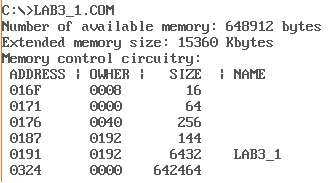 C:\>LAB3_1.COM
Number of available memory: 648912 bytes
Extended memory size: 15360 Kbytes
Memory control circuitry:
ADDRESS | OWHER | SIZE | NAME
016F 0008 16
0171 0000 64
0176 0040 256
0187 0192 144
0191 0192 6432 LAB3_1
0324 0000 642464